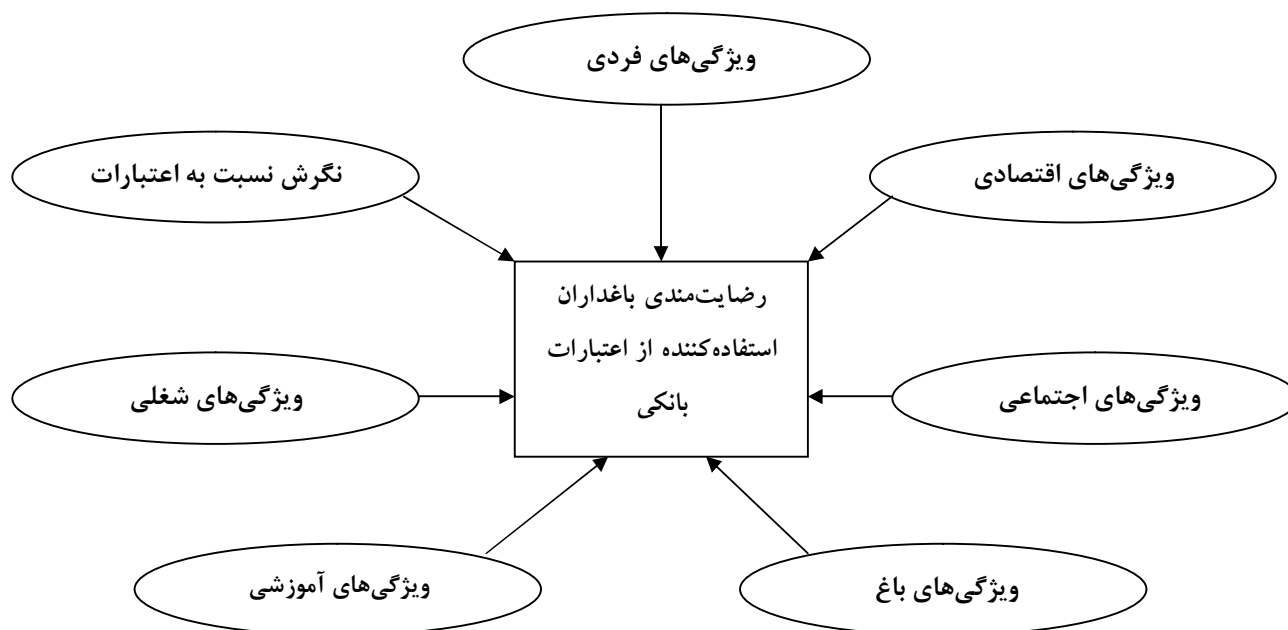 ویژگی‌های فردی
ویژگی‌های اقتصادی
نگرش نسبت به اعتبارات
رضایت‌مندی باغداران
استفاده‌کننده از اعتبارات
بانکی
ویژگی‌های اجتماعی
ویژگی‌های شغلی
ویژگی‌های باغ
ویژگی‌های آموزشی